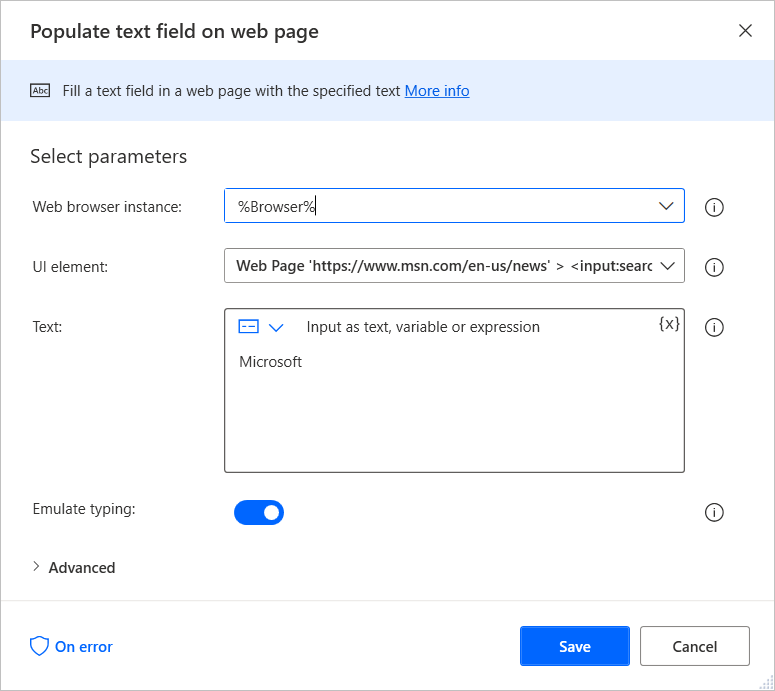 Populate text field on web page
Abc Fill a text field in a web page with the specified text More info
Select parameters
Web browser instance: %Browser%
UI element: Web Page 'https://www.msn.com/en-us/news' > <input:searc
Text: Input as text, variable or expression {x}
Microsoft
Emulate typing:
Advanced
On error Save Cancel